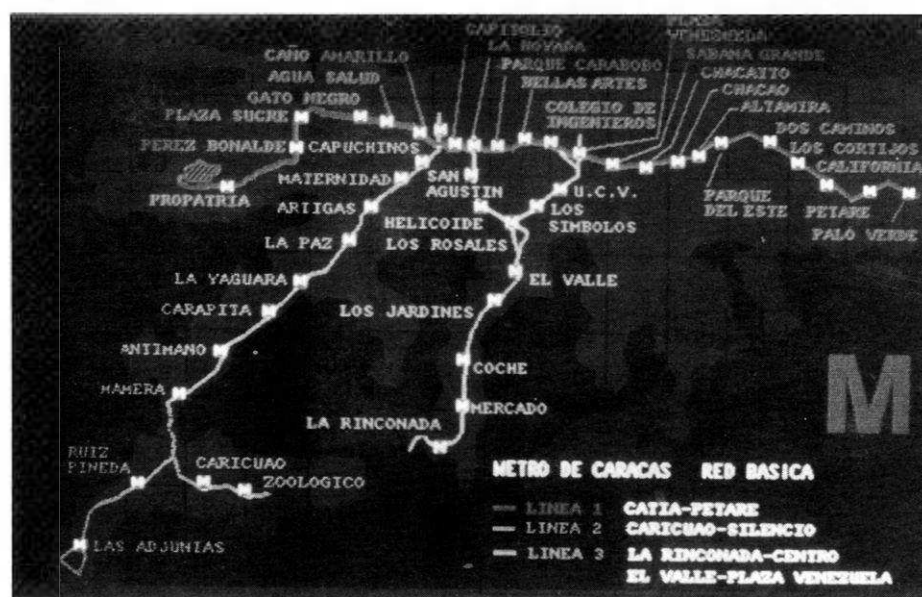 CAPITOLIO
LA HOYADA
PLAZA
VENEZUELA
CAÑO AMARILLO
PARQUE CARABOBO
SABANA GRANDE
AGUA SALUD
BELLAS ARTES
CHACAITO
GATO NEGRO
COLEGIO DE
INGENIEROS
CHACAO
PLAZA SUCRE
ALTAMIRA
PEREZ BONALDE
CAPUCHINOS
DOS CAMINOS
LOS CORTIJOS
MATERNIDAD
SAN
AGUSTIN
CALIFORNIA
PROPATRIA
U.C.V.
ARTIGAS
HELICOIDE
LOS
SIMBOLOS
PARQUE
DEL ESTE
PETARE
LA PAZ
LOS ROSALES
PALO VERDE
LA YAGUARA
EL VALLE
CARAPITA
LOS JARDINES
ANTIMANO
COCHE
MAMERA
M
MERCADO
LA RINCONADA
RUIZ
PINEDA
CARICUAO
ZOOLOGICO
LAS ADJUNIAS
METRO DE CARACAS RED BASICA
LINEA 1 CATIA-PETARE
LINEA 2 CARICUAO-SILENCIO
LINEA 3 LA RINCONADA-CENTRO
EL VALLE-PLAZA VENEZUELA